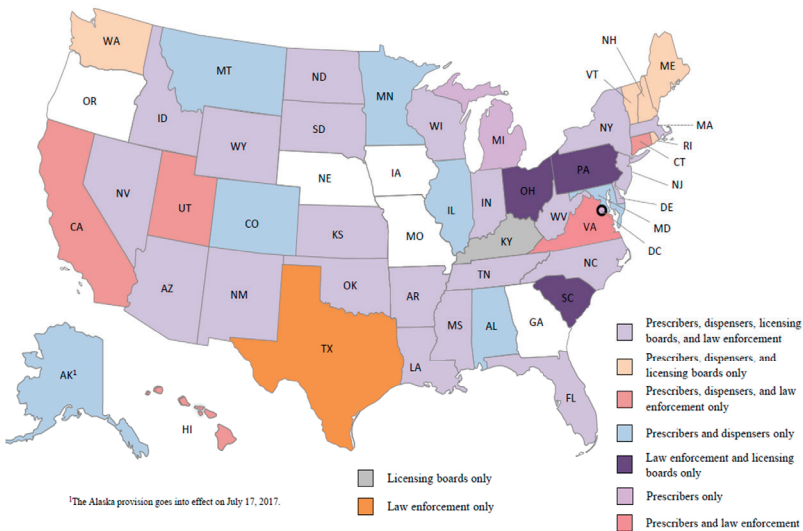 WA
MT
ND
MN
OR
ID
WY
SD
WI
MI
NH
VT
ME
NY
MA
RI
CT
NJ
DE
MD
DC
NV
UT
CA
CO
NE
IA
KS
MO
IL
IN
OH
PA
WV
VA
KY
AZ
NM
OK
AR
TN
NC
SC
TX
LA
MS
AL
GA
FL
AK¹
HI
Prescribers, dispensers, licensing
boards, and law enforcement
Prescribers, dispensers, and
licensing boards only
Prescribers, dispensers, and law
enforcement only
Prescribers and dispensers only
Law enforcement and licensing
boards only
Prescribers only
Prescribers and law enforcement
Licensing boards only
Law enforcement only
¹The Alaska provision goes into effect on July 17, 2017.